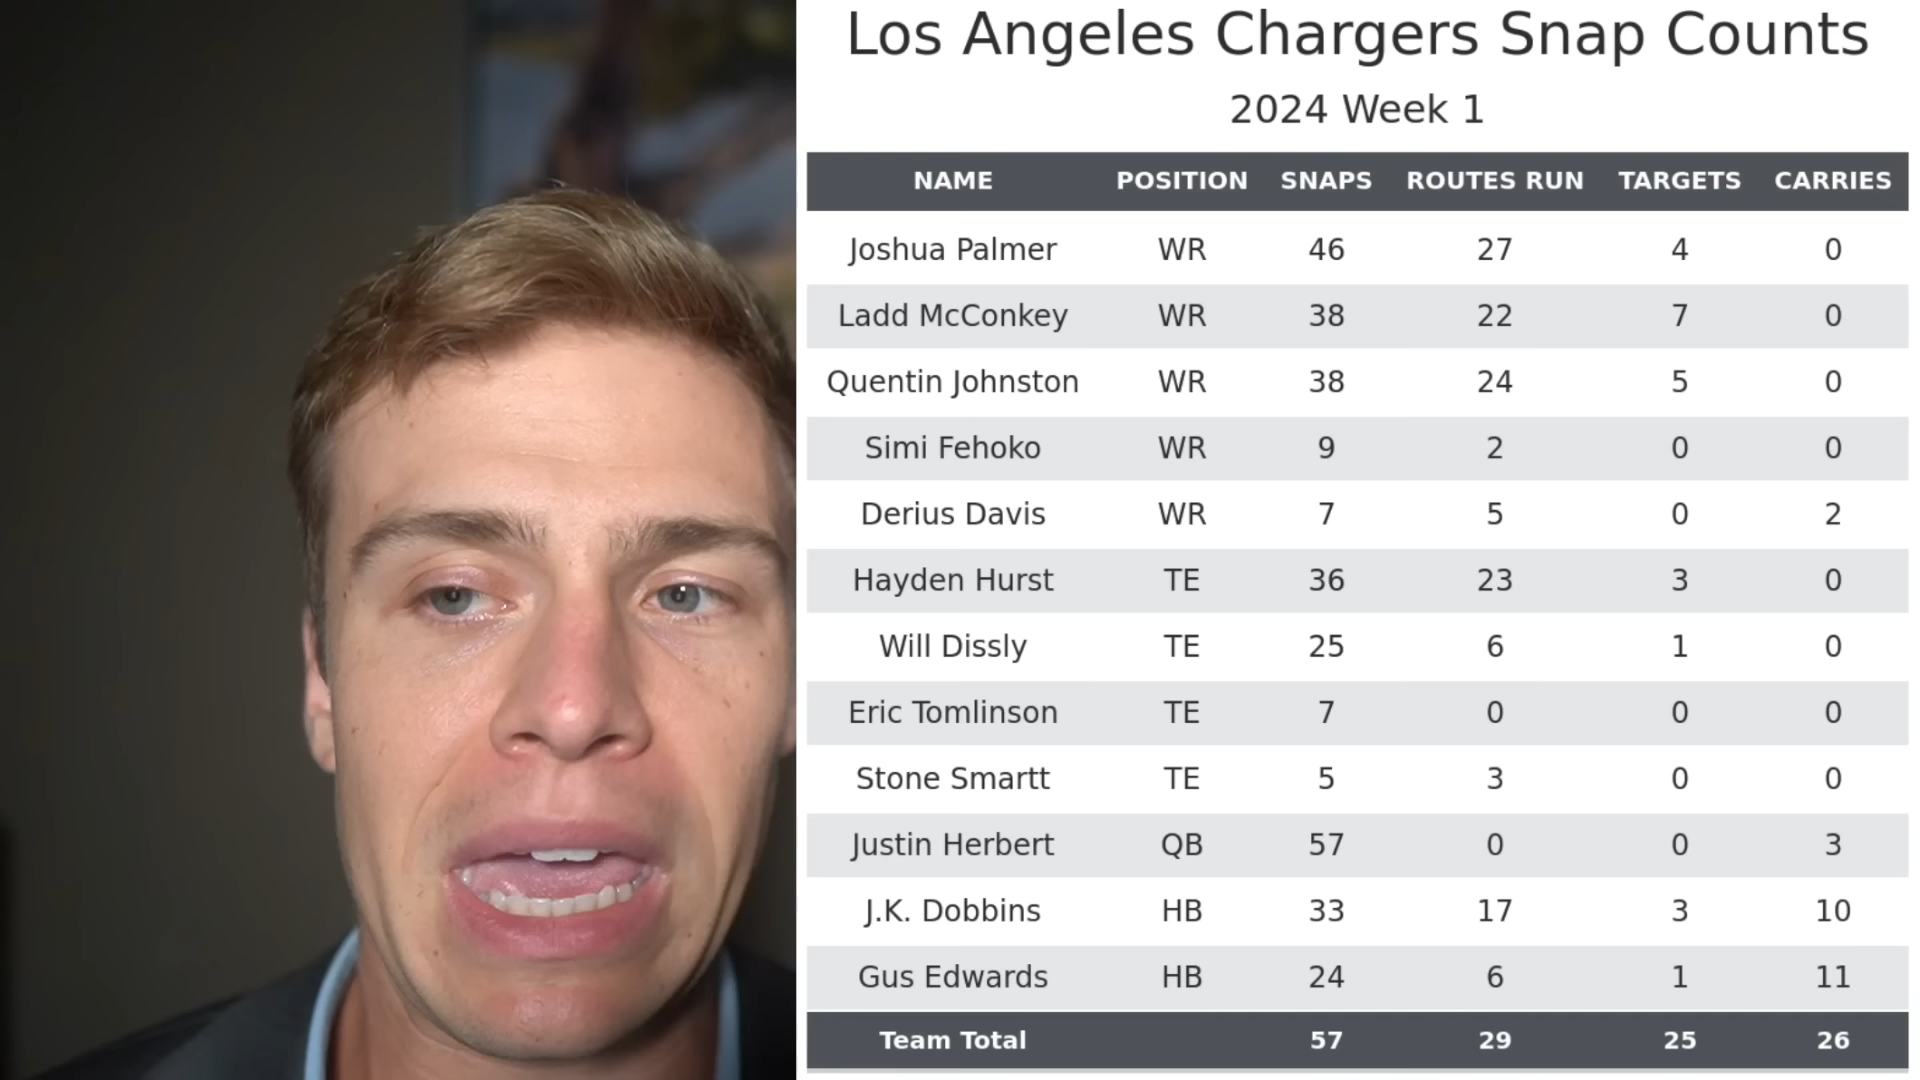 Los Angeles Chargers Snap Counts
2024 Week 1
NAME POSITION SNAPS ROUTES RUN TARGETS CARRIES
Joshua Palmer WR 46 27 4 0
Ladd McConkey WR 38 22 7 0
Quentin Johnston WR 38 24 5 0
Simi Fehoko WR 9 2 0 0
Derius Davis WR 7 5 0 2
Hayden Hurst TE 36 23 3 0
Will Dissly TE 25 6 1 0
Eric Tomlinson TE 7 0 0 0
Stone Smartt TE 5 3 0 0
Justin Herbert QB 57 0 0 3
J.K. Dobbins HB 33 17 3 10
Gus Edwards HB 24 6 1 11
Team Total 57 29 25 26